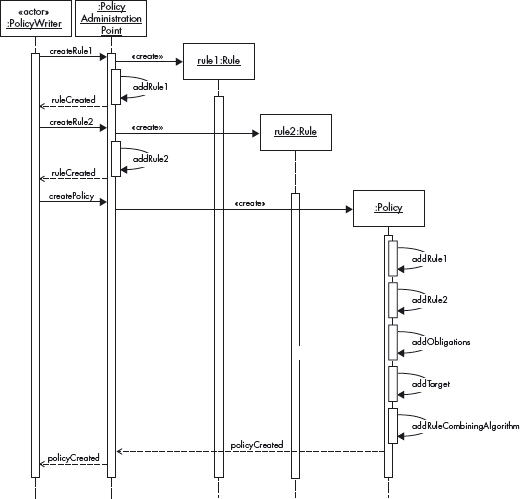 «actor»
:PolicyWriter
:Policy
Administration
Point
createRule1
«create»
rule1:Rule
addRule1
ruleCreated
createRule2
«create»
rule2:Rule
addRule2
ruleCreated
createPolicy
«create»
:Policy
addRule1
addRule2
addObligations
addTarget
addRuleCombiningAlgorithm
policyCreated
policyCreated